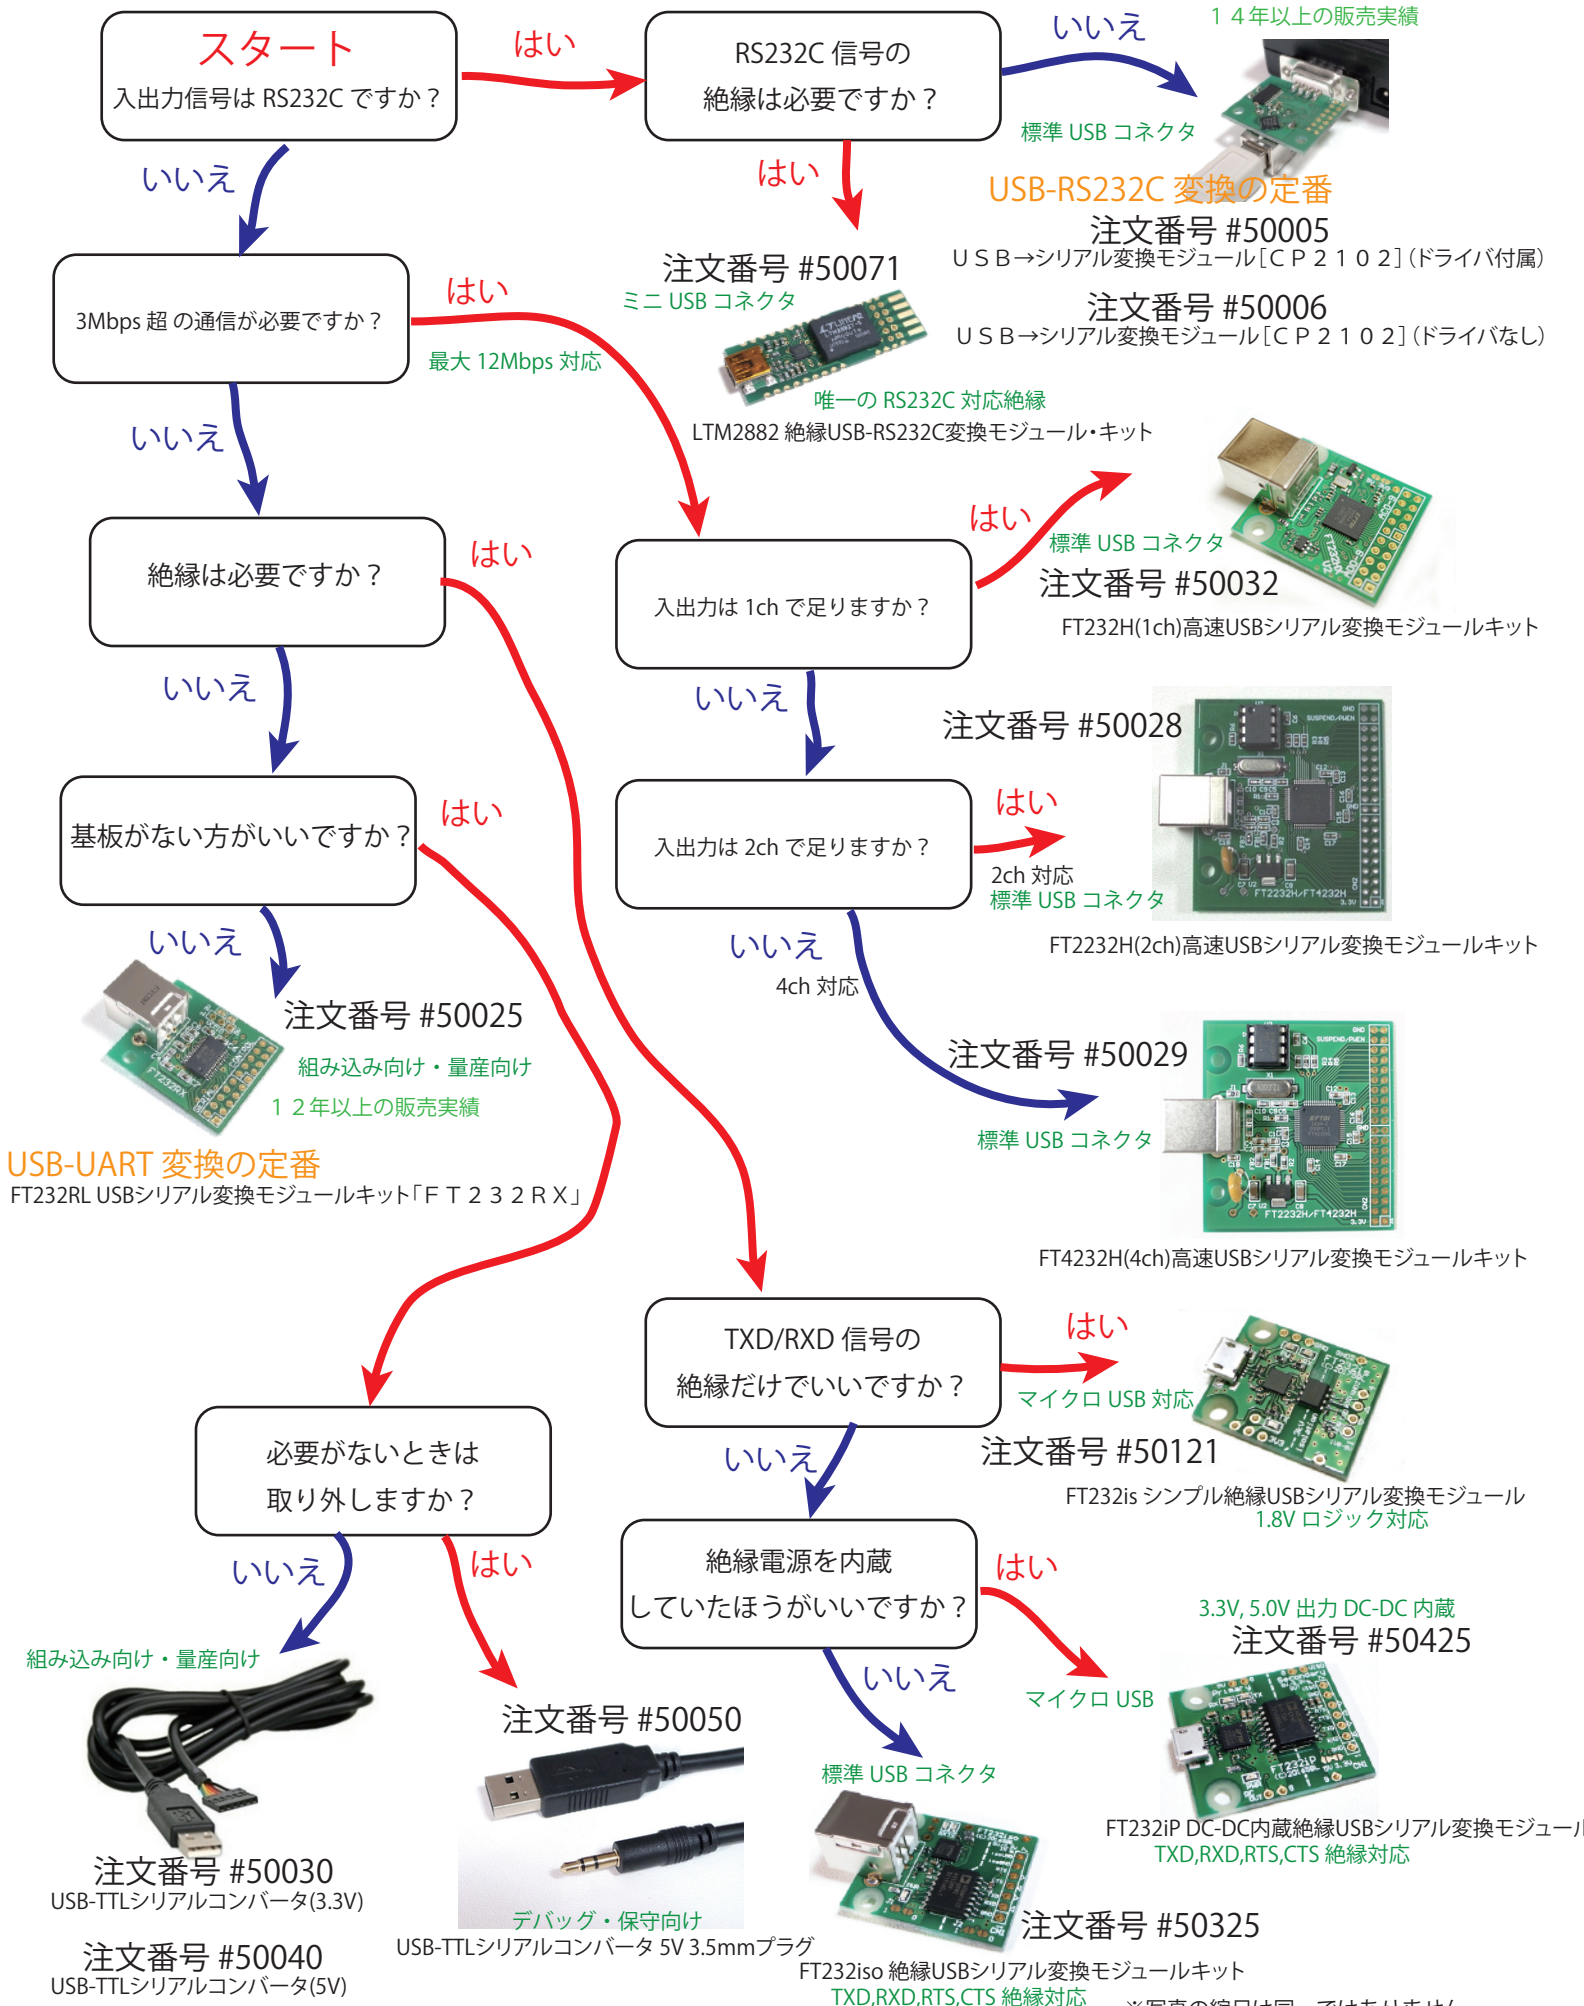 スタート
入出力信号は RS232C ですか？
はい
RS232C 信号の
絶縁は必要ですか？
いいえ
１４年以上の販売実績
標準 USB コネクタ
USB-RS232C 変換の定番
注文番号 #50005
ＵＳＢ→シリアル変換モジュール［ＣＰ２１０２］（ドライバ付属）
注文番号 #50006
ＵＳＢ→シリアル変換モジュール［ＣＰ２１０２］（ドライバなし）
はい
注文番号 #50071
ミニ USB コネクタ
唯一の RS232C 対応絶縁
LTM2882 絶縁USB-RS232C変換モジュール・キット
いいえ
3Mbps 超 の通信が必要ですか？
はい
最大 12Mbps 対応
入出力は 1ch で足りますか？
はい
標準 USB コネクタ
注文番号 #50032
FT232H(1ch)高速USBシリアル変換モジュールキット
いいえ
入出力は 2ch で足りますか？
はい
2ch 対応
標準 USB コネクタ
注文番号 #50028
GND
SUSPEND/PWEN
FT2232H/FT4232H
3.3V
FT2232H(2ch)高速USBシリアル変換モジュールキット
いいえ
4ch 対応
注文番号 #50029
標準 USB コネクタ
GND
SUSPEND/PWEN
FT2232H/FT4232H
3.3V
FT4232H(4ch)高速USBシリアル変換モジュールキット
いいえ
絶縁は必要ですか？
はい
TXD/RXD 信号の
絶縁だけでいいですか？
はい
マイクロ USB 対応
注文番号 #50121
FT232is シンプル絶縁USBシリアル変換モジュール
1.8V ロジック対応
いいえ
絶縁電源を内蔵
していたほうがいいですか？
はい
マイクロ USB
3.3V, 5.0V 出力 DC-DC 内蔵
注文番号 #50425
FT232iP
FT232iP DC-DC内蔵絶縁USBシリアル変換モジュール
TXD,RXD,RTS,CTS 絶縁対応
いいえ
標準 USB コネクタ
注文番号 #50325
FT232iso 絶縁USBシリアル変換モジュールキット
TXD,RXD,RTS,CTS 絶縁対応
いいえ
基板がない方がいいですか？
はい
いいえ
注文番号 #50025
組み込み向け・量産向け
１２年以上の販売実績
FT232RX
USB-UART 変換の定番
FT232RL USBシリアル変換モジュールキット「ＦＴ２３２ＲＸ」
必要がないときは
取り外しますか？
いいえ
組み込み向け・量産向け
注文番号 #50030
USB-TTLシリアルコンバータ(3.3V)
注文番号 #50040
USB-TTLシリアルコンバータ(5V)
はい
注文番号 #50050
デバッグ・保守向け
USB-TTLシリアルコンバータ 5V 3.5mmプラグ
※写真の縮尺は同一ではありません